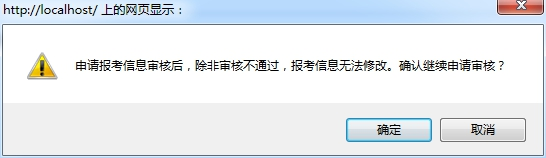 http://localhost/ 上的网页显示：
申请报考信息审核后，除非审核不通过，报考信息无法修改。确认继续申请审核？
确定
取消